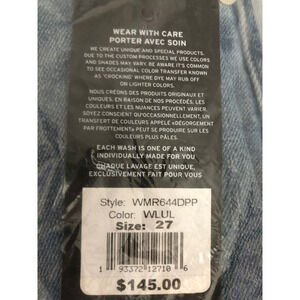 WEAR WITH CARE
PORTER AVEC SOIN
WE CREATE UNIQUE AND SPECIAL PRODUCTS.
DUE TO THE CUSTOM PROCESSES WE USE COLORS
AND SHADES MAY VARY. BE AWARE IT'S COMMON
TO SEE OCCASIONAL COLOR TRANSFER KNOWN
AS "CROCKING" WHERE DYE MAY RUB OFF
ON LIGHTER COLORS.
NOUS CRÉONS DES PRODUITS ORIGINAUX ET
UNIQUES. EN RAISON DE NOS PROCÉDÉS, LES
COULEURS ET LES NUANCES PEUVENT VARIER.
SOYEZ CONSCIENT QU'OCCASIONNELLEMENT, UN
TRANSFERT DE COULEURS APPELÉ «DÉGORGEMENT
PAR FROTTEMENT» PEUT SE PRODUIRE SUR LES
COULEURS PLUS PÂLES.
EACH WASH IS ONE OF A KIND
INDIVIDUALLY MADE FOR YOU
CHAQUE LAVAGE EST UNIQUE,
EXCLUSIVEMENT FAIT POUR VOUS
Style: WMR644DPP
Color: WLUL
Size: 27
1 93372 12710 6
$145.00